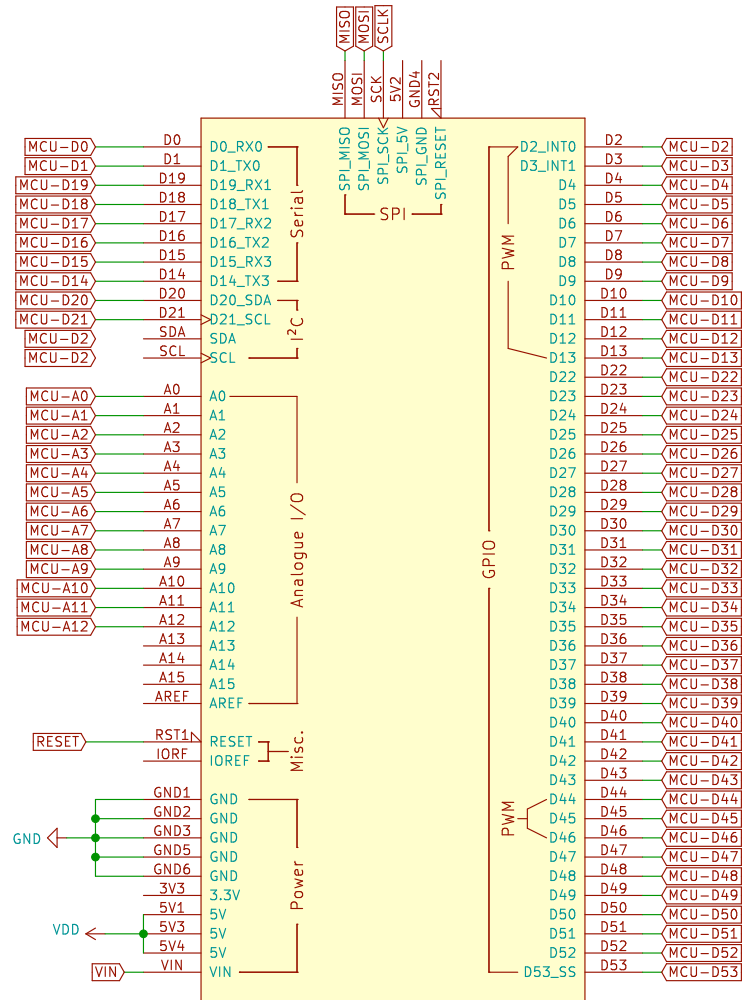 MISO MOSI SCLK
MISO MOSI SCK 5V2 GND4 RST2
SPI_MISO SPI_MOSI SPI_SCK SPI_5V SPI_GND SPI_RESET
SPI
MCU-D0 D0 D0_RX0
MCU-D1 D1 D1_TX0
MCU-D19 D19 D19_RX1
MCU-D18 D18 D18_TX1
MCU-D17 D17 D17_RX2
MCU-D16 D16 D16_TX2
MCU-D15 D15 D15_RX3
MCU-D14 D14 D14_TX3
Serial
MCU-D20 D20 D20_SDA
MCU-D21 D21 D21_SCL
MCU-D2 SDA SDA
MCU-D2 SCL SCL
I²C
MCU-A0 A0 A0
MCU-A1 A1 A1
MCU-A2 A2 A2
MCU-A3 A3 A3
MCU-A4 A4 A4
MCU-A5 A5 A5
MCU-A6 A6 A6
MCU-A7 A7 A7
MCU-A8 A8 A8
MCU-A9 A9 A9
MCU-A10 A10 A10
MCU-A11 A11 A11
MCU-A12 A12 A12
A13 A13
A14 A14
A15 A15
AREF AREF
Analogue I/O
RESET RST1 RESET
IORF IOREF
Misc.
GND1 GND
GND2 GND
GND GND3 GND
GND5 GND
GND6 GND
3V3 3.3V
5V1 5V
VDD 5V3 5V
5V4 5V
VIN VIN VIN
Power
D2_INT0 D2 MCU-D2
D3_INT1 D3 MCU-D3
D4 D4 MCU-D4
D5 D5 MCU-D5
D6 D6 MCU-D6
D7 D7 MCU-D7
D8 D8 MCU-D8
D9 D9 MCU-D9
D10 D10 MCU-D10
D11 D11 MCU-D11
D12 D12 MCU-D12
D13 D13 MCU-D13
PWM
D22 D22 MCU-D22
D23 D23 MCU-D23
D24 D24 MCU-D24
D25 D25 MCU-D25
D26 D26 MCU-D26
D27 D27 MCU-D27
D28 D28 MCU-D28
D29 D29 MCU-D29
D30 D30 MCU-D30
D31 D31 MCU-D31
D32 D32 MCU-D32
D33 D33 MCU-D33
D34 D34 MCU-D34
D35 D35 MCU-D35
D36 D36 MCU-D36
D37 D37 MCU-D37
D38 D38 MCU-D38
D39 D39 MCU-D39
D40 D40 MCU-D40
D41 D41 MCU-D41
D42 D42 MCU-D42
D43 D43 MCU-D43
D44 D44 MCU-D44
D45 D45 MCU-D45
D46 D46 MCU-D46
PWM
D47 D47 MCU-D47
D48 D48 MCU-D48
D49 D49 MCU-D49
D50 D50 MCU-D50
D51 D51 MCU-D51
D52 D52 MCU-D52
D53_SS D53 MCU-D53
GPIO